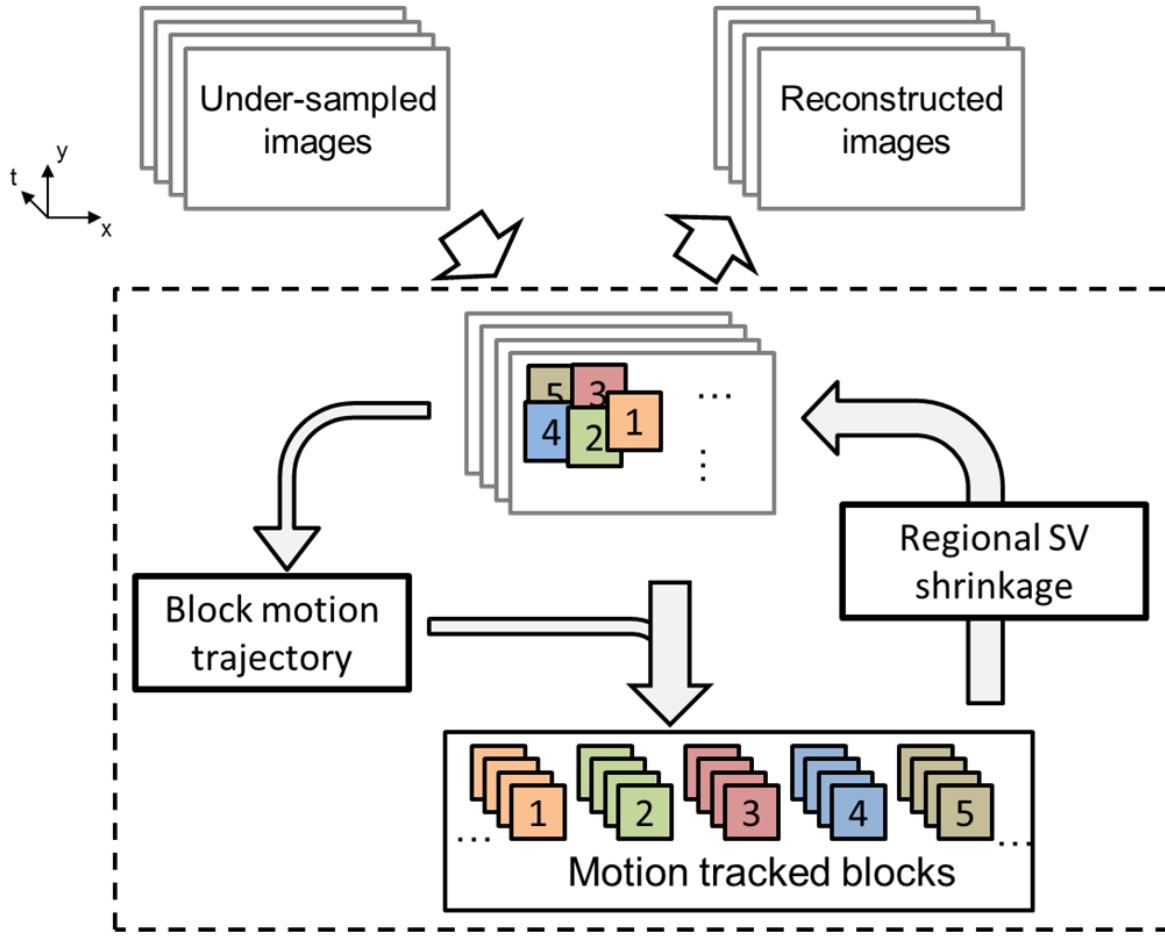 Under-sampled
images
Reconstructed
images
y
t
x
5 3
4 2 1
...
⋮
Regional SV
shrinkage
Block motion
trajectory
1 2 3 4 5
... ...
Motion tracked blocks